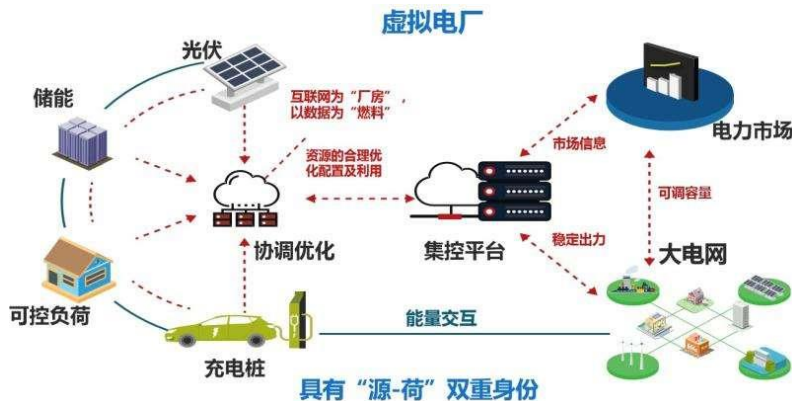 虚拟电厂
光伏
储能
互联网为“厂房”，
以数据为“燃料”
电力市场
市场信息
资源的合理优
化配置及利用
可调容量
协调优化
集控平台
稳定出力
大电网
可控负荷
能量交互
充电桩
具有“源-荷”双重身份